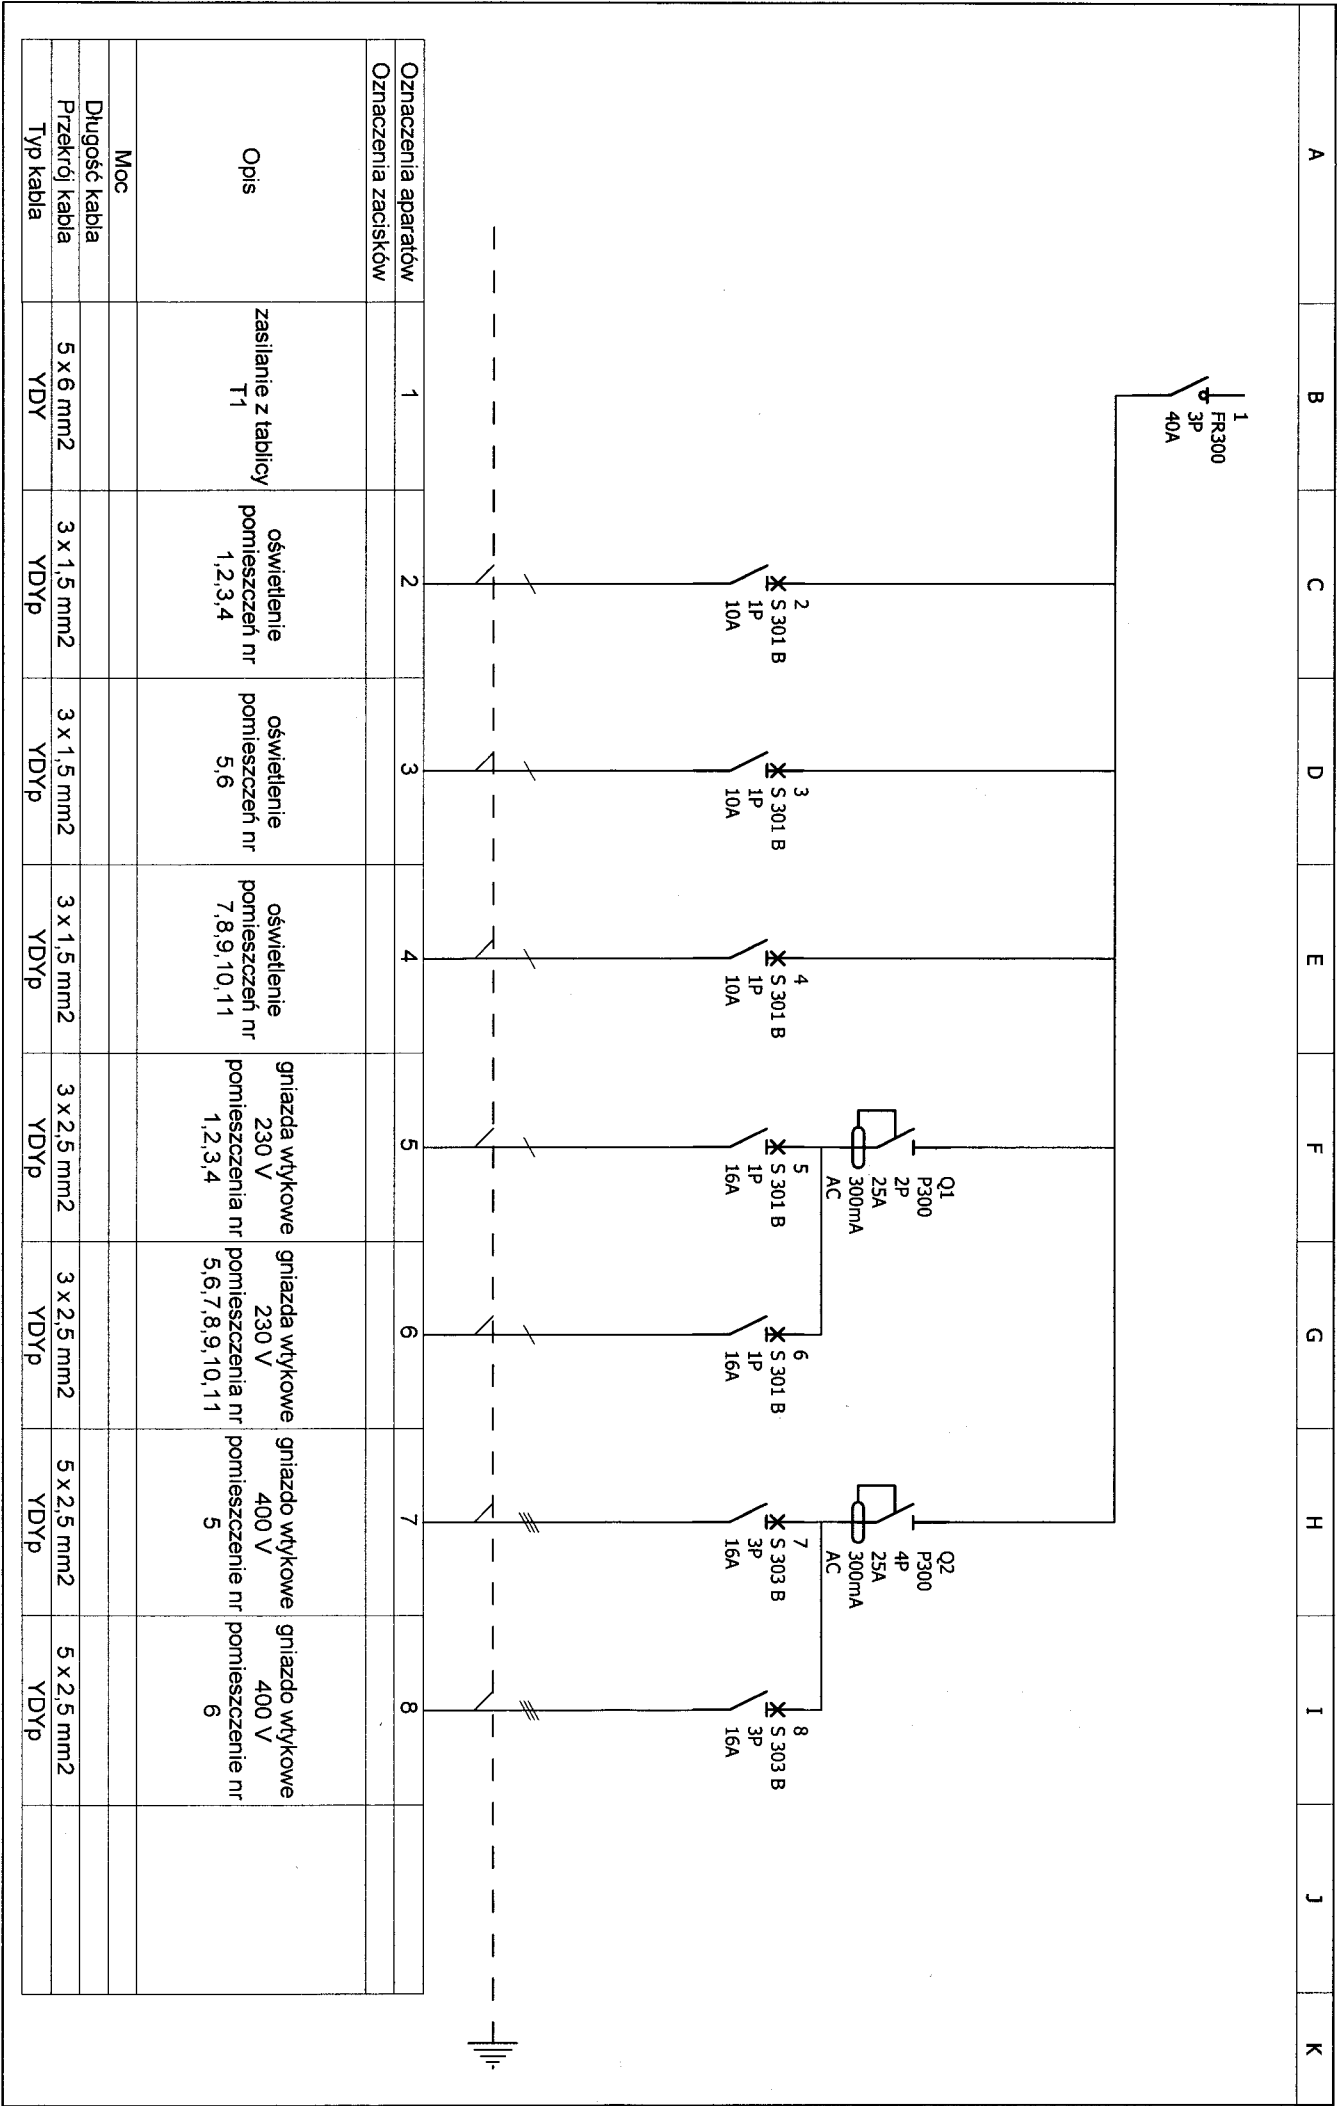 A
B
C
D
E
F
G
H
I
J
K
1
FR300
3P
40A
Q1
P300
2P
25A
300mA
AC
Q2
P300
4P
25A
300mA
AC
2
S 301 B
1P
10A
3
S 301 B
1P
10A
4
S 301 B
1P
10A
5
S 301 B
1P
16A
6
S 301 B
1P
16A
7
S 303 B
3P
16A
8
S 303 B
3P
16A
Oznaczenia aparatów
1
2
3
4
5
6
7
8
Oznaczenia zacisków
Opis
zasilanie z tablicy
T1
oświetlenie
pomieszczeń nr
1,2,3,4
oświetlenie
pomieszczeń nr
5,6
oświetlenie
pomieszczeń nr
7,8,9,10,11
gniazda wtykowe
230 V
pomieszczenia nr
1,2,3,4
gniazda wtykowe
230 V
pomieszczenia nr
5,6,7,8,9,10,11
gniazdo wtykowe
400 V
pomieszczenie nr
5
gniazdo wtykowe
400 V
pomieszczenie nr
6
Moc
Długość kabla
Przekrój kabla
5 x 6 mm2
3 x 1,5 mm2
3 x 1,5 mm2
3 x 1,5 mm2
3 x 2,5 mm2
3 x 2,5 mm2
5 x 2,5 mm2
5 x 2,5 mm2
Typ kabla
YDY
YDYp
YDYp
YDYp
YDYp
YDYp
YDYp
YDYp